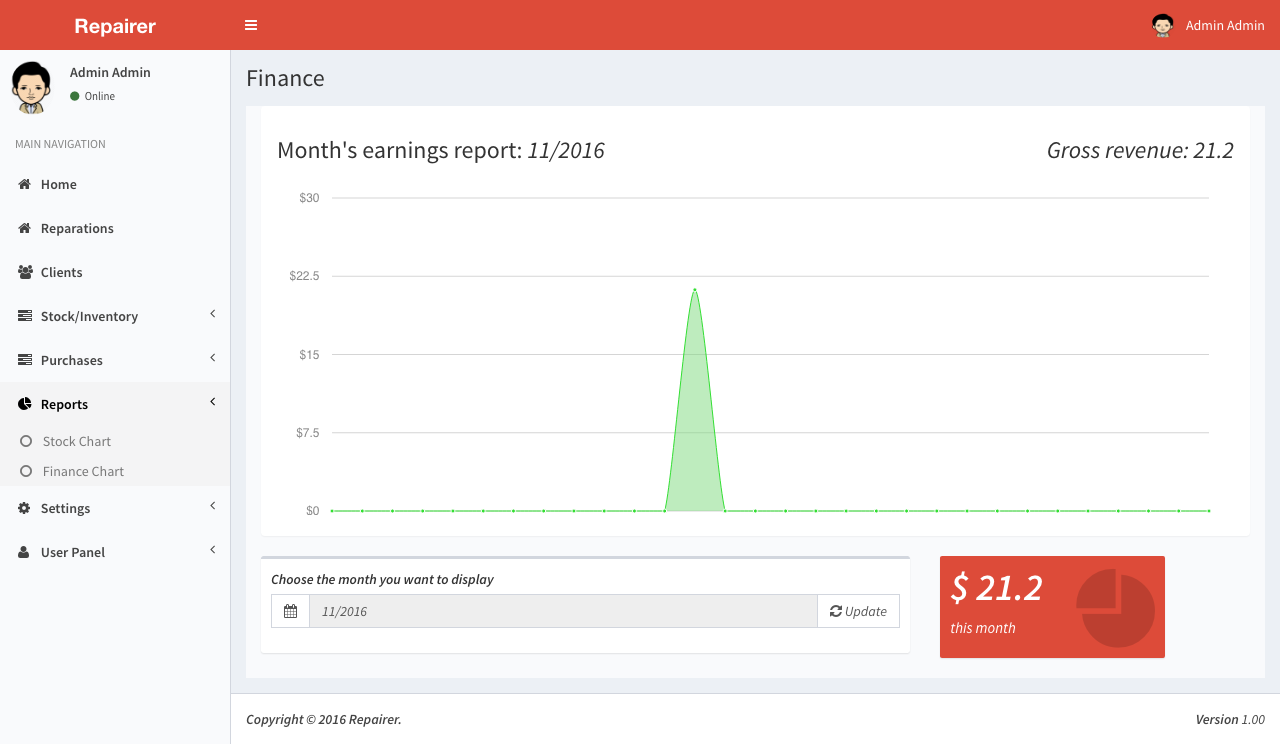 Repairer
Admin Admin
Admin Admin
Online
MAIN NAVIGATION
Home
Reparations
Clients
Stock/Inventory
Purchases
Reports
Stock Chart
Finance Chart
Settings
User Panel
Finance
Month's earnings report: 11/2016
Gross revenue: 21.2
$30
$22.5
$15
$7.5
$0
Choose the month you want to display
11/2016
Update
$ 21.2
this month
Copyright © 2016 Repairer.
Version 1.00